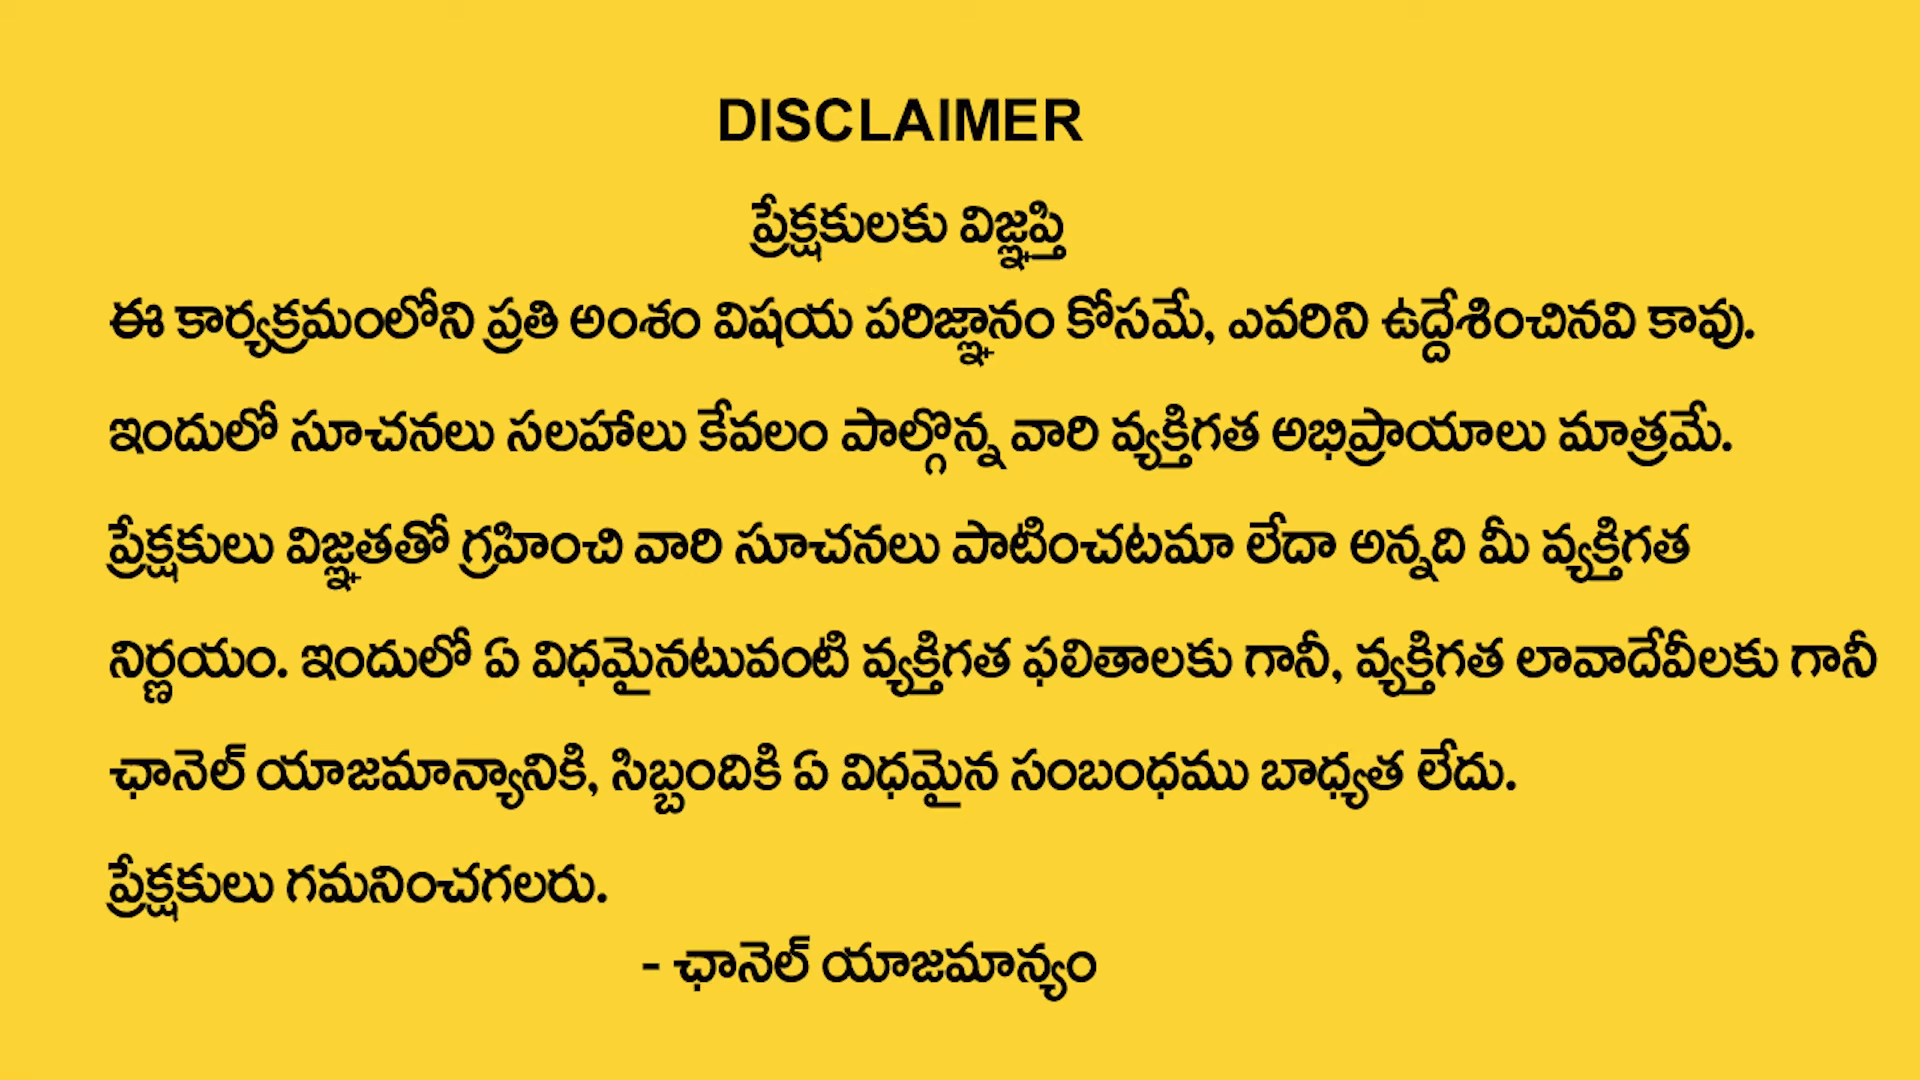 DISCLAIMER
ప్రేక్షకులకు విజ్ఞప్తి
ఈ కార్యక్రమంలోని ప్రతి అంశం విషయ పరిజ్ఞానం కోసమే, ఎవరిని ఉద్దేశించినవి కావు.
ఇందులో సూచనలు సలహాలు కేవలం పాల్గొన్న వారి వ్యక్తిగత అభిప్రాయాలు మాత్రమే.
ప్రేక్షకులు విజ్ఞతతో గ్రహించి వారి సూచనలు పాటించటమా లేదా అన్నది మీ వ్యక్తిగత
నిర్ణయం. ఇందులో ఏ విధమైనటువంటి వ్యక్తిగత ఫలితాలకు గానీ, వ్యక్తిగత లావాదేవీలకు గానీ
ఛానెల్ యాజమాన్యానికి, సిబ్బందికి ఏ విధమైన సంబంధము బాధ్యత లేదు.
ప్రేక్షకులు గమనించగలరు.
- ఛానెల్ యాజమాన్యం